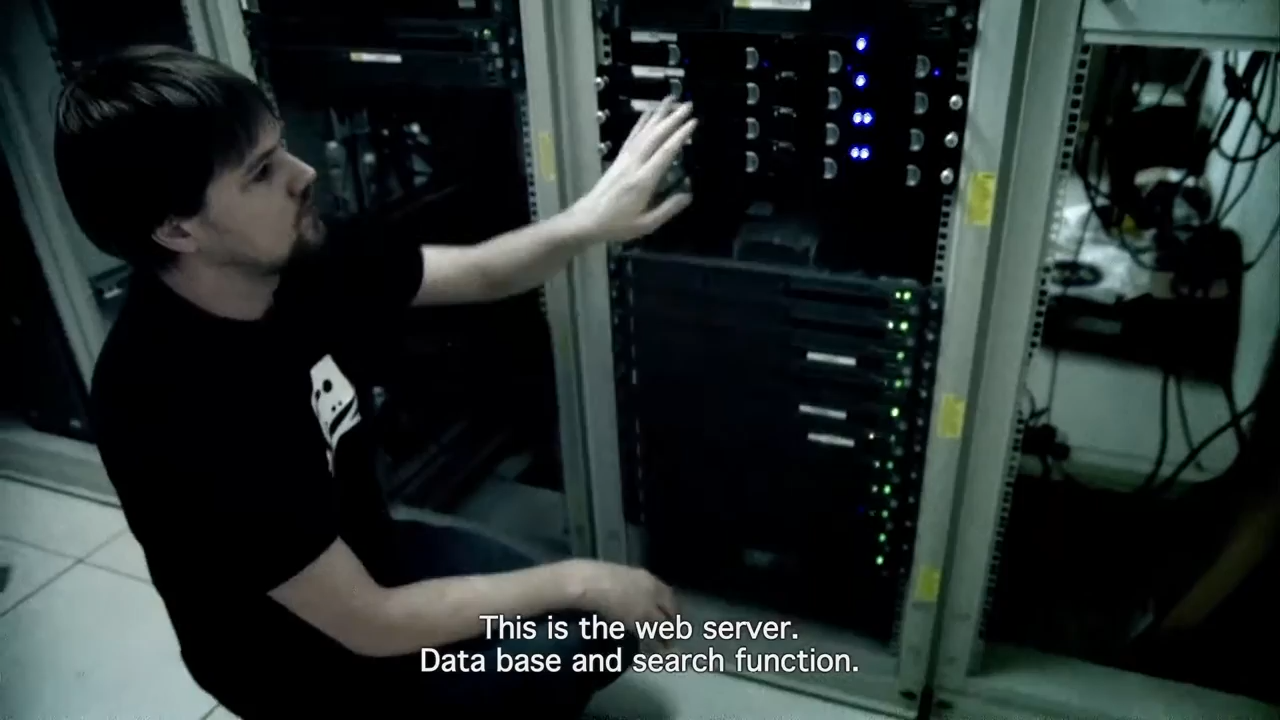 This is the web server.
Data base and search function.